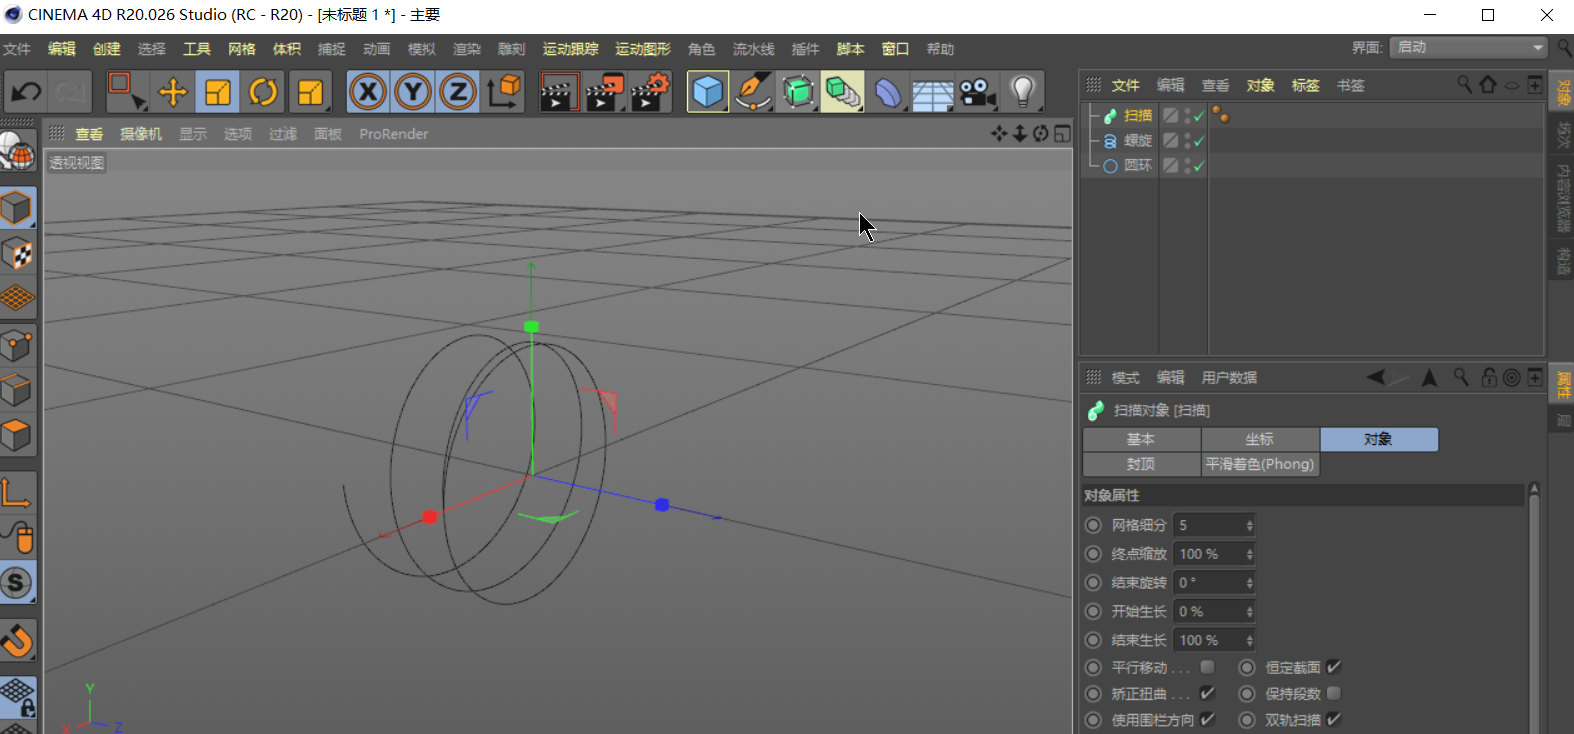 CINEMA 4D R20.026 Studio (RC - R20) - [未标题 1 *] - 主要
文件 编辑 创建 选择 工具 网格 体积 捕捉 动画 模拟 渲染 雕刻 运动跟踪 运动图形 角色 流水线 插件 脚本 窗口 帮助 界面: 启动
X Y Z
文件 编辑 查看 对象 标签 书签
查看 摄像机 显示 选项 过滤 面板 ProRender
透视视图
扫描
螺旋
圆环
对象
场次
内容浏览器
构造
模式 编辑 用户数据
属性
层
扫描对象 [扫描]
基本 坐标 对象
封顶 平滑着色(Phong)
对象属性
网格细分 5
终点缩放 100 %
结束旋转 0 °
开始生长 0 %
结束生长 100 %
平行移动 . . . 恒定截面
矫正扭曲 . . . 保持段数
使用围栏方向 双轨扫描
S
Y
X Z